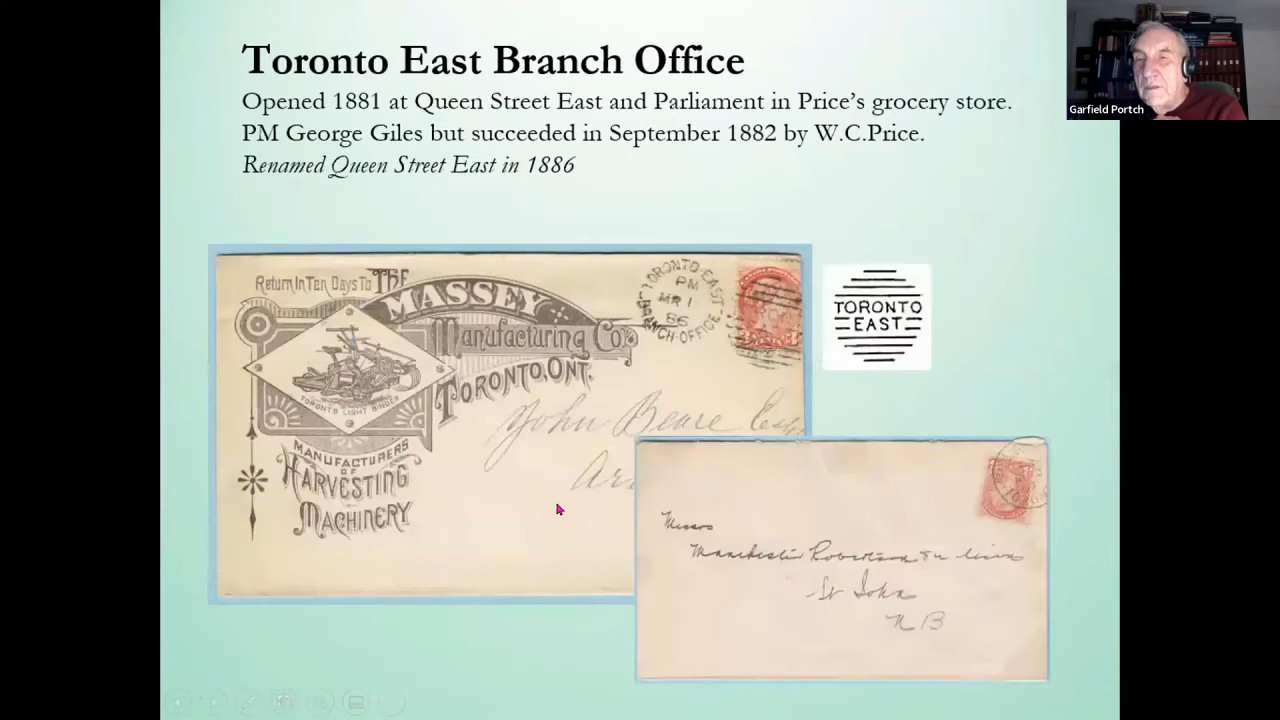 Toronto East Branch Office
Opened 1881 at Queen Street East and Parliament in Price's grocery store.
PM George Giles but succeeded in September 1882 by W.C.Price.
Renamed Queen Street East in 1886
Garfield Portch
Return In Ten Days To THE
MASSEY
Manufacturing Co.
TORONTO, ONT.
TORONTO LIGHT BINDER
MANUFACTURERS
OF
HARVESTING
MACHINERY
TORONTO·EAST
PM
MR 1
86
BRANCH·OFFICE
TORONTO
EAST
John Beare Esq
Messrs
Manchester Robertson
St John
N B